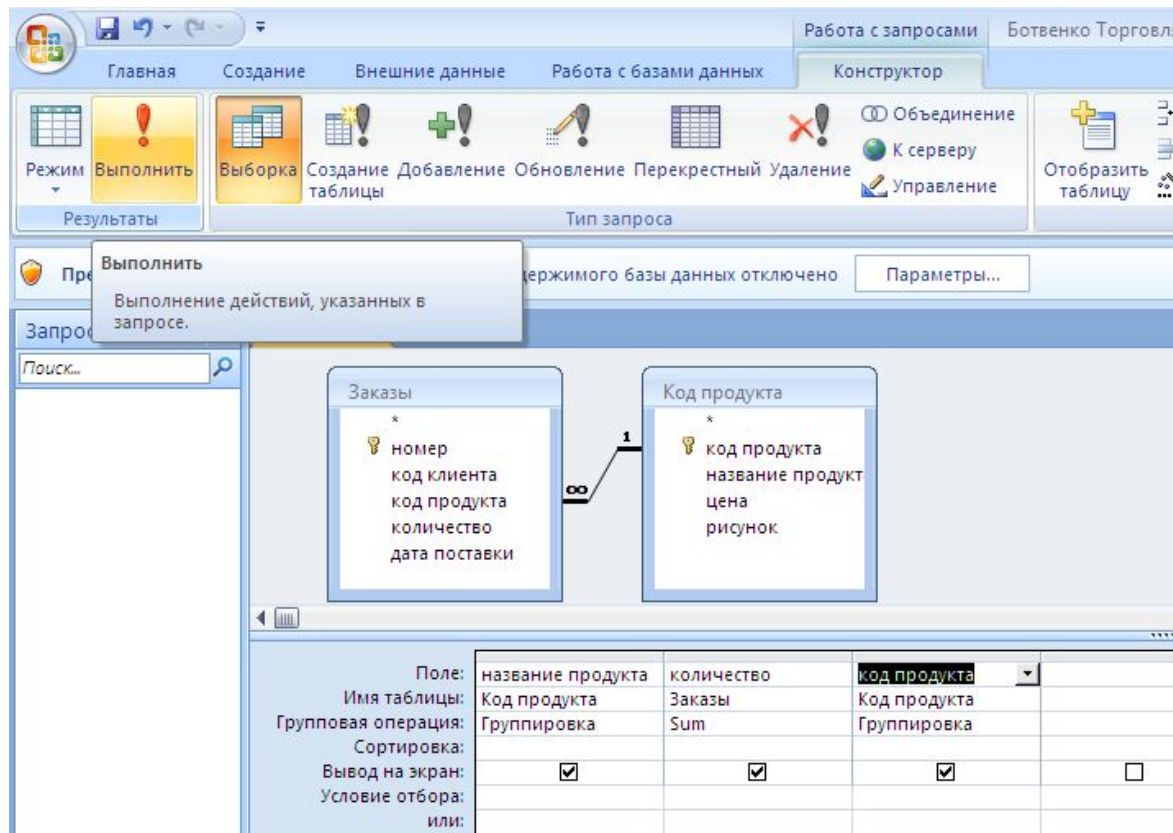 Работа с запросами Ботвенко Торговля
Главная Создание Внешние данные Работа с базами данных Конструктор
Режим Выполнить Выборка Создание таблицы Добавление Обновление Перекрестный Удаление
Объединение
К серверу
Управление
Отобразить таблицу
Результаты Тип запроса
держимого базы данных отключено Параметры...
Выполнить
Выполнение действий, указанных в
запросе.
Поиск...
Заказы
*
номер
код клиента
код продукта
количество
дата поставки
∞ 1
Код продукта
*
код продукта
название продукт
цена
рисунок
Поле: название продукта количество код продукта
Имя таблицы: Код продукта Заказы Код продукта
Групповая операция: Группировка Sum Группировка
Сортировка:
Вывод на экран:
Условие отбора:
или: